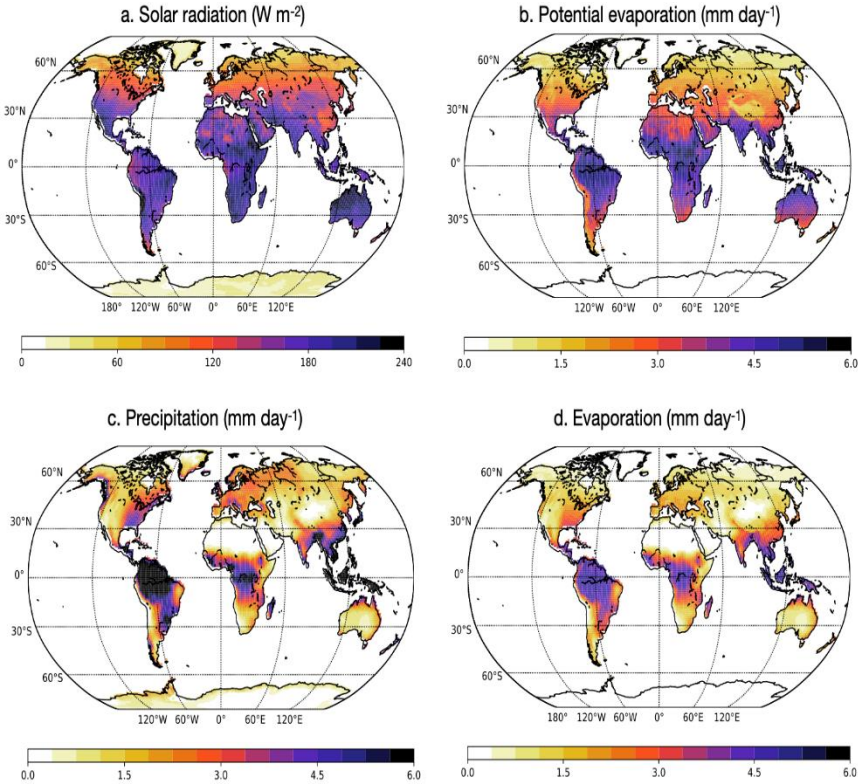 a. Solar radiation (W m-2)
60°N
30°N
0°
30°S
60°S
180° 120°W 60°W 0° 60°E 120°E
0 60 120 180 240
b. Potential evaporation (mm day-1)
60°N
30°N
0°
30°S
60°S
120°W 60°W 0° 60°E 120°E
0.0 1.5 3.0 4.5 6.0
c. Precipitation (mm day-1)
60°N
30°N
0°
30°S
60°S
120°W 60°W 0° 60°E 120°E
0.0 1.5 3.0 4.5 6.0
d. Evaporation (mm day-1)
60°N
30°N
0°
30°S
60°S
180° 120°W 60°W 0° 60°E 120°E
0.0 1.5 3.0 4.5 6.0